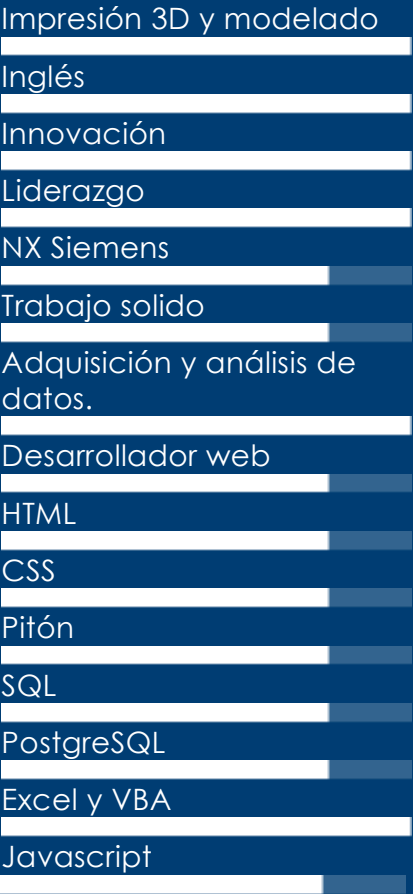 Impresión 3D y modelado
Inglés
Innovación
Liderazgo
NX Siemens
Trabajo solido
Adquisición y análisis de
datos.
Desarrollador web
HTML
CSS
Pitón
SQL
PostgreSQL
Excel y VBA
Javascript